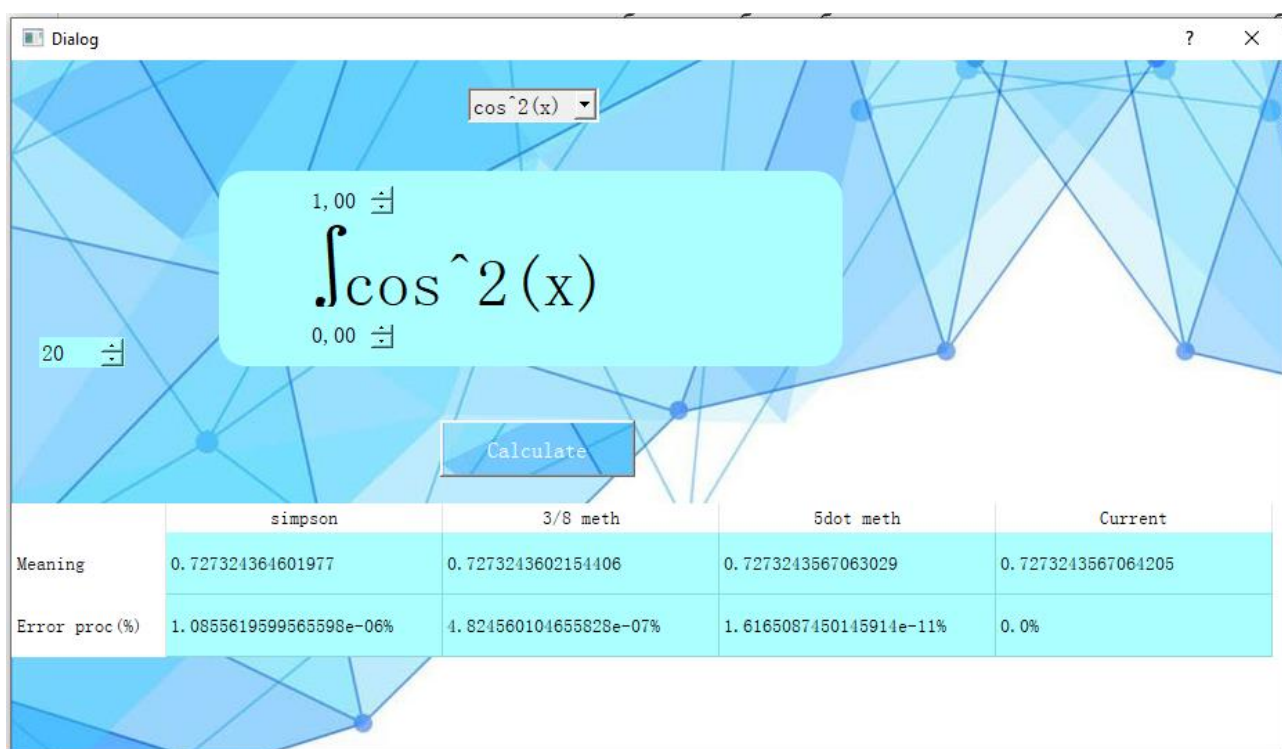 Dialog ? ×
cos^2(x)
1,00
∫cos^2(x)
0,00
20
Calculate
simpson 3/8 meth 5dot meth Current
Meaning 0.727324364601977 0.7273243602154406 0.7273243567063029 0.7273243567064205
Error proc(%) 1.0855619599565598e-06% 4.824560104655828e-07% 1.6165087450145914e-11% 0.0%